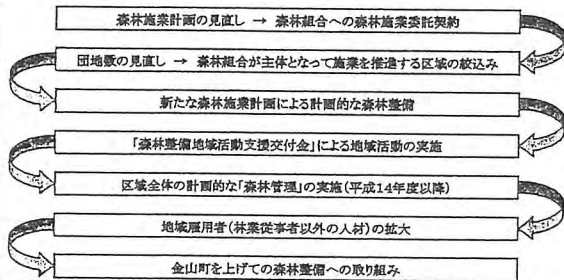 森林施業計画の見直し → 森林組合への森林施業委託契約
団地数の見直し → 森林組合が主体となって施業を推進する区域の絞込み
新たな森林施業計画による計画的な森林整備
「森林整備地域活動支援交付金」による地域活動の実施
区域全体の計画的な「森林管理」の実施(平成14年度以降)
地域雇用者(林業従事者以外の人材)の拡大
金山町を上げての森林整備への取り組み